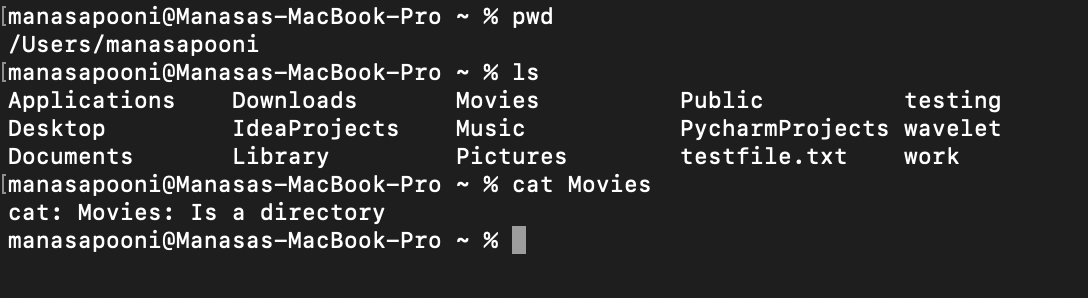 [manasapooni@Manasas-MacBook-Pro ~ % pwd
/Users/manasapooni
[manasapooni@Manasas-MacBook-Pro ~ % ls
Applications Downloads Movies Public testing
Desktop IdeaProjects Music PycharmProjects wavelet
Documents Library Pictures testfile.txt work
[manasapooni@Manasas-MacBook-Pro ~ % cat Movies
cat: Movies: Is a directory
manasapooni@Manasas-MacBook-Pro ~ %